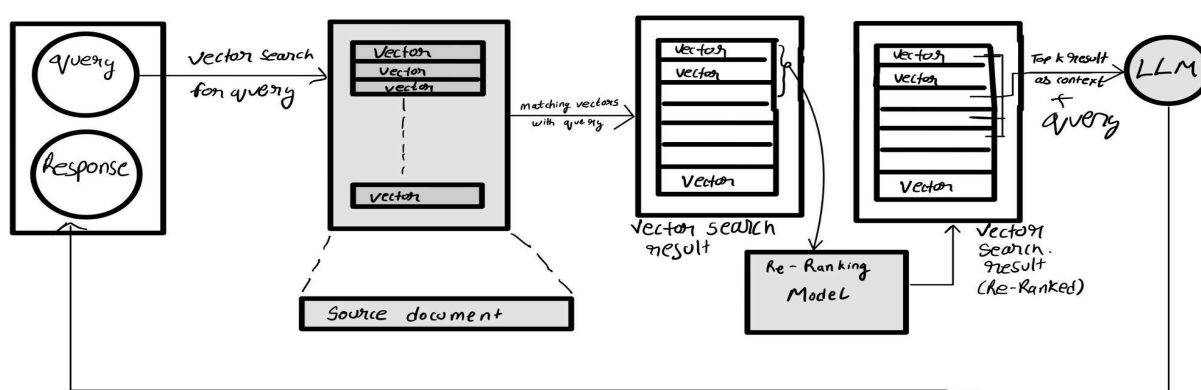 query
Response
vector search
for query
vector
vector
vector
vector
Source document
matching vectors
with query
vector
vector
Vector
Vector search
result
Re-Ranking
Model
vector
vector
Vector
Vector
search.
result
(Re-Ranked)
Top k result
as context
+
query
LLM